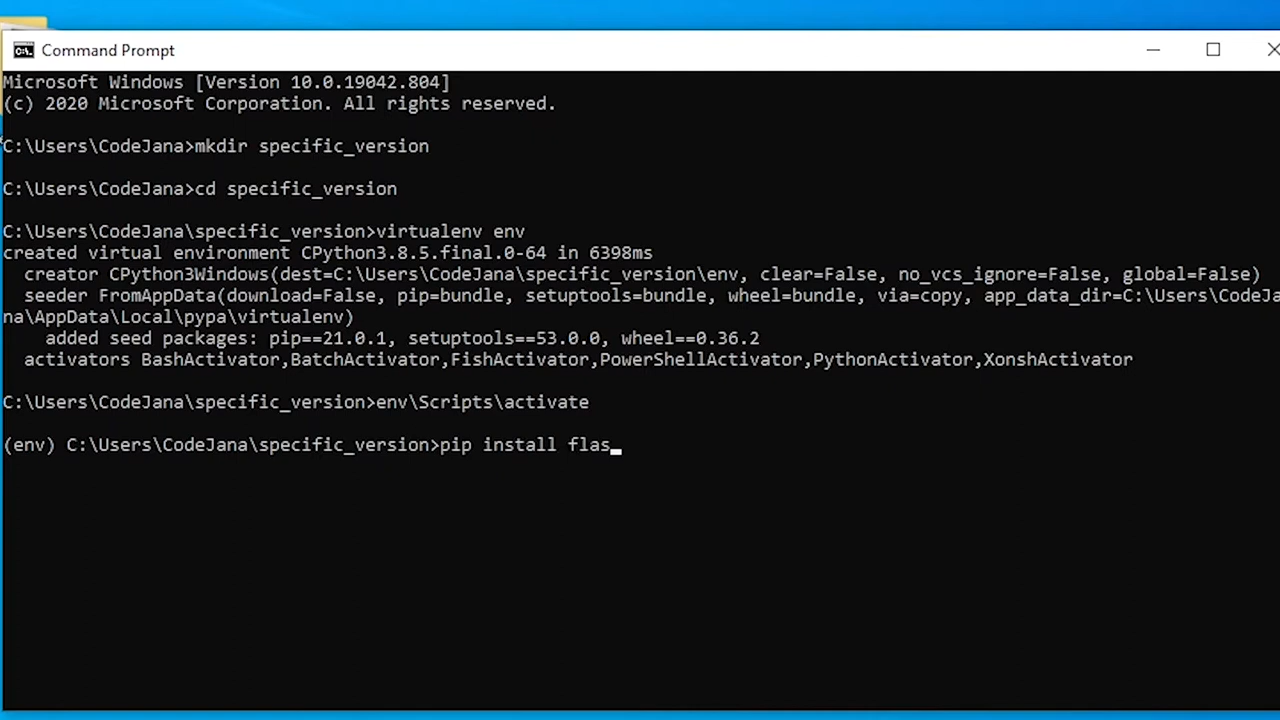 Command Prompt
Microsoft Windows [Version 10.0.19042.804]
(c) 2020 Microsoft Corporation. All rights reserved.
C:\Users\CodeJana>mkdir specific_version
C:\Users\CodeJana>cd specific_version
C:\Users\CodeJana\specific_version>virtualenv env
created virtual environment CPython3.8.5.final.0-64 in 6398ms
creator CPython3Windows(dest=C:\Users\CodeJana\specific_version\env, clear=False, no_vcs_ignore=False, global=False)
seeder FromAppData(download=False, pip=bundle, setuptools=bundle, wheel=bundle, via=copy, app_data_dir=C:\Users\CodeJa
na\AppData\Local\pypa\virtualenv)
added seed packages: pip==21.0.1, setuptools==53.0.0, wheel==0.36.2
activators BashActivator,BatchActivator,FishActivator,PowerShellActivator,PythonActivator,XonshActivator
C:\Users\CodeJana\specific_version>env\Scripts\activate
(env) C:\Users\CodeJana\specific_version>pip install flas